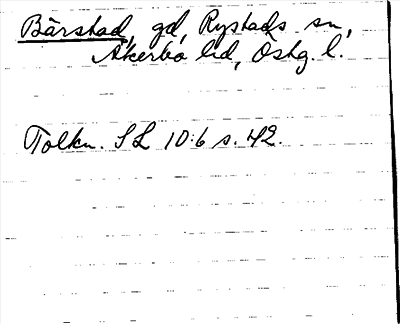 Bärstad, gd, Rystads sn,
Åkerbo hd, Östg. l.
Tolkn. SL 10:6 s. 42.